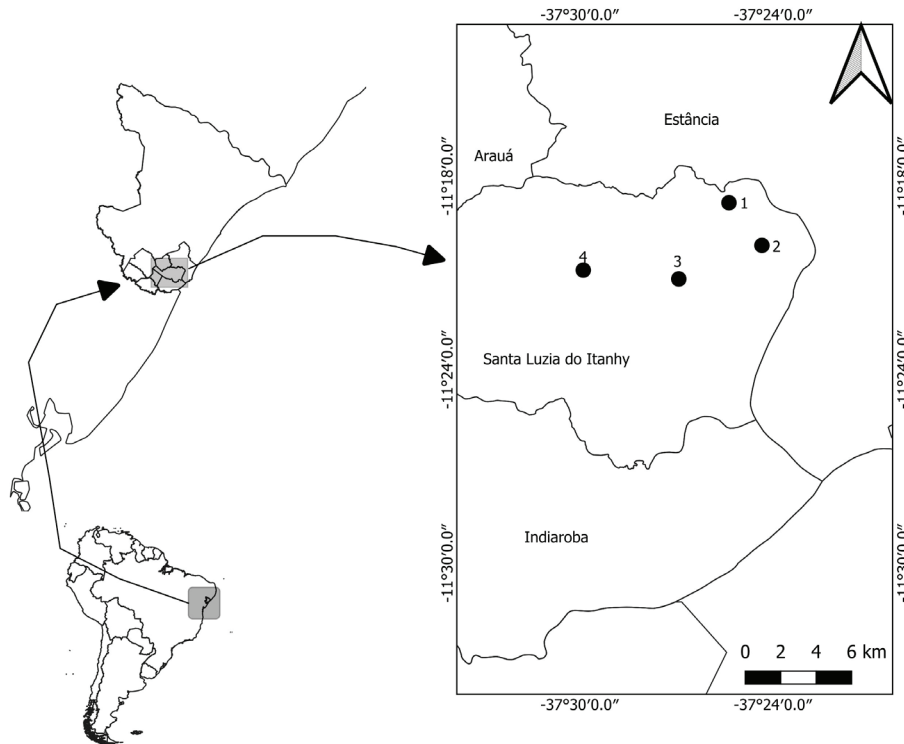 -37°30′0.0″ -37°24′0.0″
Estância
Arauá
-11°18′0.0″ -11°18′0.0″
1
2
3
4
Santa Luzia do Itanhy
-11°24′0.0″ -11°24′0.0″
Indiaroba
-11°30′0.0″ -11°30′0.0″
0 2 4 6 km
-37°30′0.0″ -37°24′0.0″